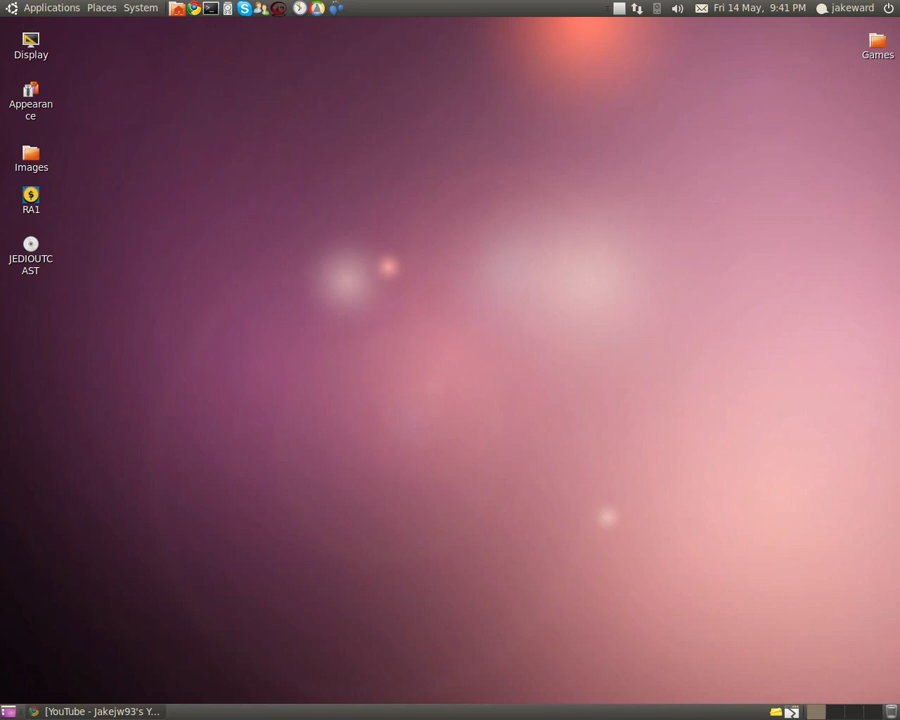 Applications Places System
Fri 14 May, 9:41 PM jakeward
Display
Appearan
ce
Images
RA1
JEDIOUTC
AST
Games
[YouTube - Jakejw93's Y...